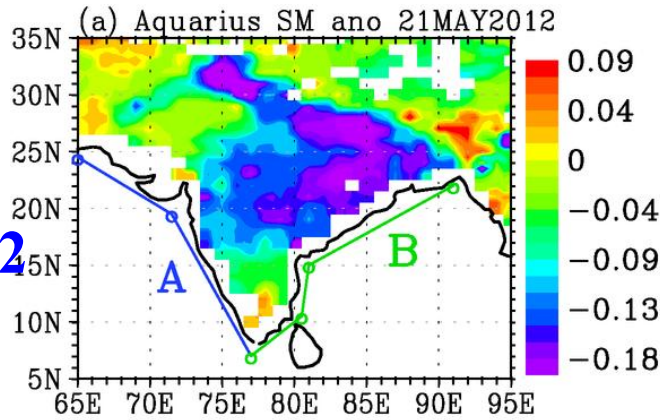 (a) Aquarius SM ano 21MAY2012
35N
30N
25N
20N
15N
10N
5N
2
A
B
65E 70E 75E 80E 85E 90E 95E
0.09
0.04
0
-0.04
-0.08
-0.13
-0.18